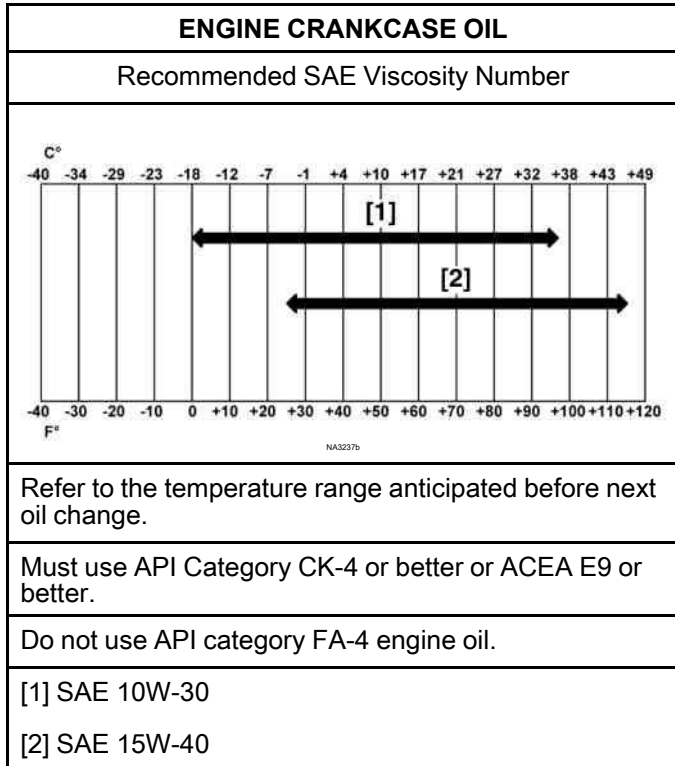 ENGINE CRANKCASE OIL
Recommended SAE Viscosity Number
C°
-40 -34 -29 -23 -18 -12 -7 -1 +4 +10 +17 +21 +27 +32 +38 +43 +49
[1]
[2]
-40 -30 -20 -10 0 +10 +20 +30 +40 +50 +60 +70 +80 +90 +100 +110 +120
F°
NA3237b
Refer to the temperature range anticipated before next
oil change.
Must use API Category CK-4 or better or ACEA E9 or
better.
Do not use API category FA-4 engine oil.
[1] SAE 10W-30
[2] SAE 15W-40